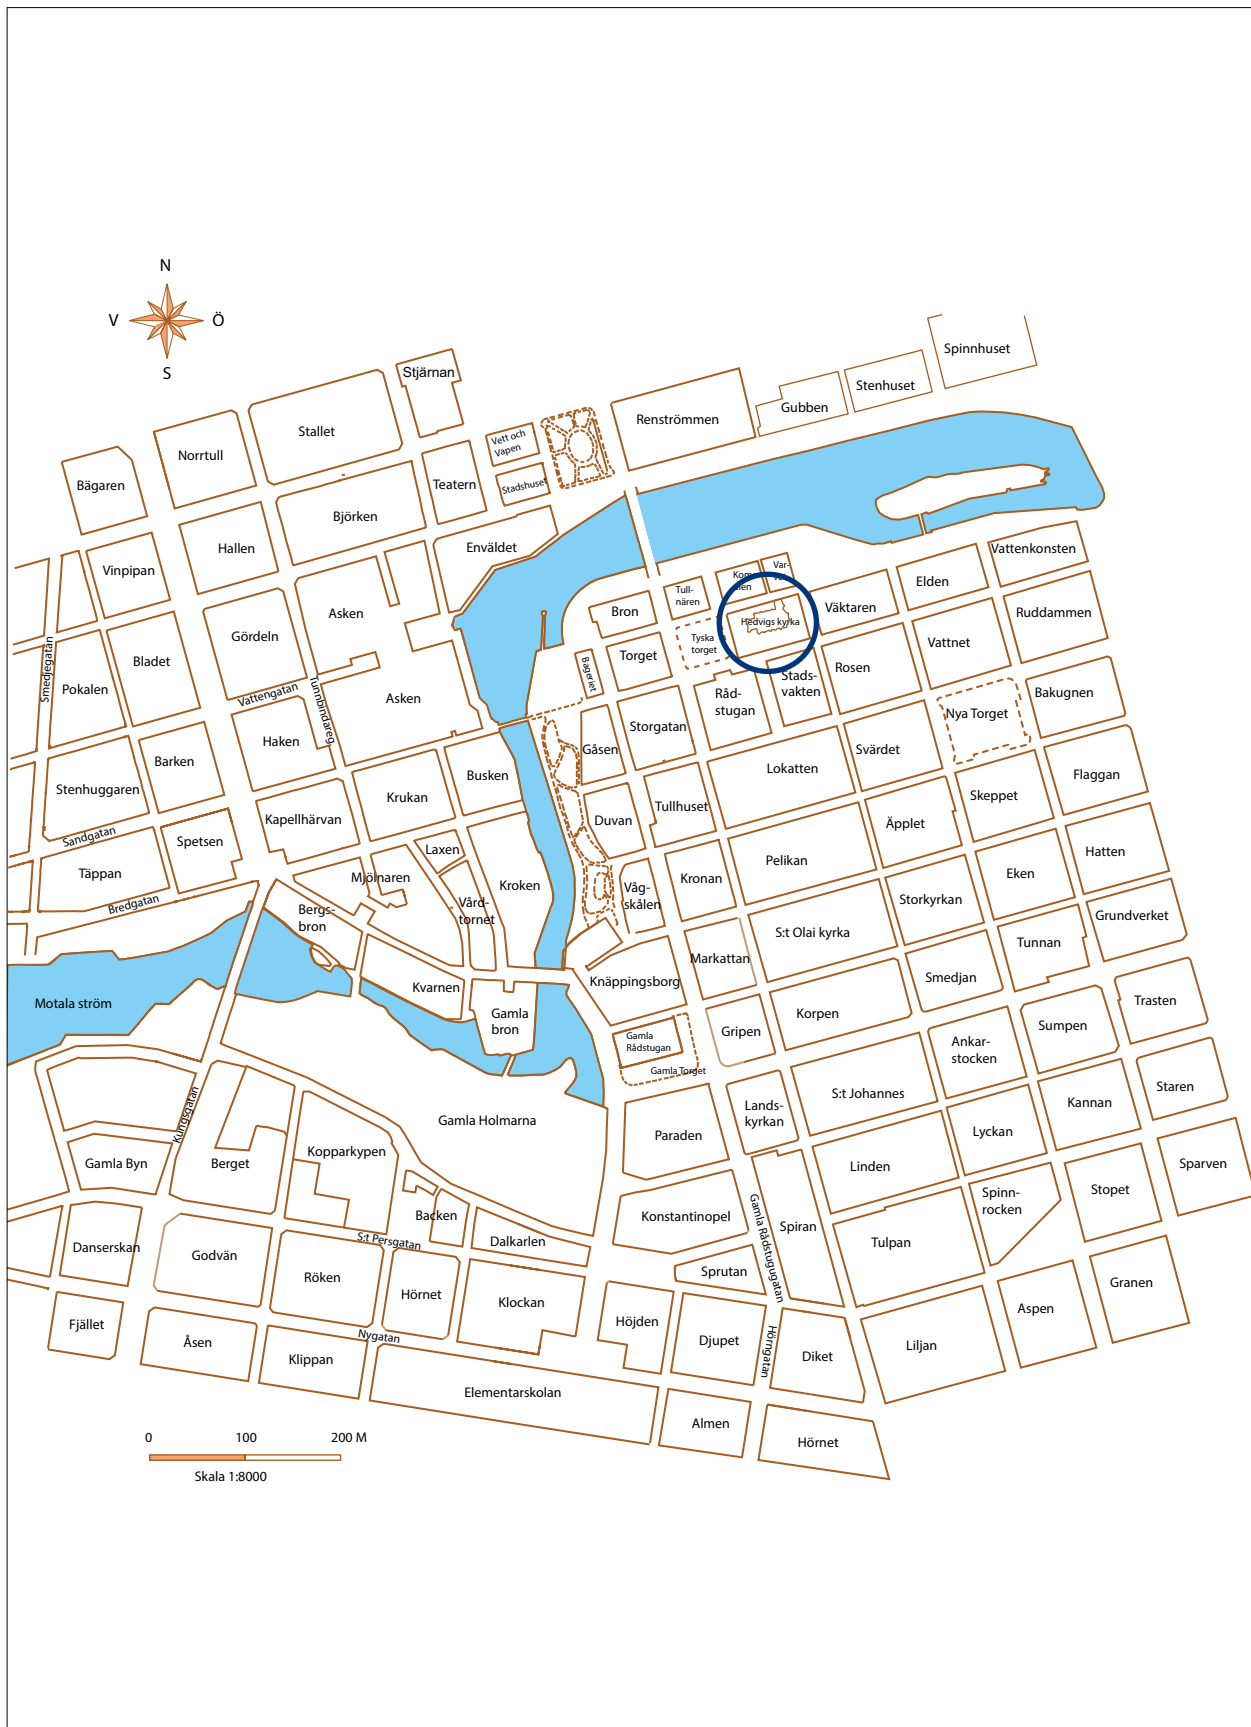 N
V
Ö
S
Spinnhuset
Stjärnan
Stenhuset
Gubben
Renströmmen
Stallet
Vett och
Vapen
Norrtull
Teatern
Stadshuset
Bägaren
Björken
Enväldet
Hallen
Vattenkonsten
Vinpipan
Kom
Var-
Elden
Tull-
nären
Väktaren
Bron
Asken
Ruddammen
Hedvigs kyrka
Gördeln
Tyska
torget
Vattnet
Torget
Bladet
Smedjegatan
Pokalen
Bageriet
Rosen
Stads-
vakten
Vattengatan
Tunnbindareg
Asken
Råd-
stugan
Bakugnen
Nya Torget
Storgatan
Haken
Gåsen
Svärdet
Barken
Busken
Lokatten
Flaggan
Stenhuggaren
Krukan
Skeppet
Tullhuset
Kapellhärvan
Duvan
Äpplet
Sandgatan
Spetsen
Laxen
Hatten
Pelikan
Täppan
Mjölnaren
Kronan
Eken
Kroken
Våg-
skålen
Bredgatan
Vård-
tornet
Storkyrkan
Bergs-
bron
Grundverket
S:t Olai kyrka
Tunnan
Markattan
Smedjan
Kvarnen
Knäppingsborg
Motala ström
Trasten
Gamla
bron
Korpen
Gripen
Sumpen
Gamla
Rådstugan
Ankar-
stocken
Gamla Torget
Staren
S:t Johannes
Kannan
Kungsgatan
Lands-
kyrkan
Gamla Holmarna
Paraden
Lyckan
Kopparkypen
Gamla Byn
Berget
Linden
Sparven
Stopet
Spinn-
rocken
Backen
Konstantinopel
Gamla Rådstugugatan
Spiran
S:t Persgatan
Dalkarlen
Danserskan
Godvän
Tulpan
Sprutan
Röken
Granen
Hörnet
Klockan
Aspen
Fjället
Höjden
Nygatan
Åsen
Djupet
Hörngatan
Liljan
Klippan
Diket
Elementarskolan
Almen
Hörnet
0 100 200 M
Skala 1:8000